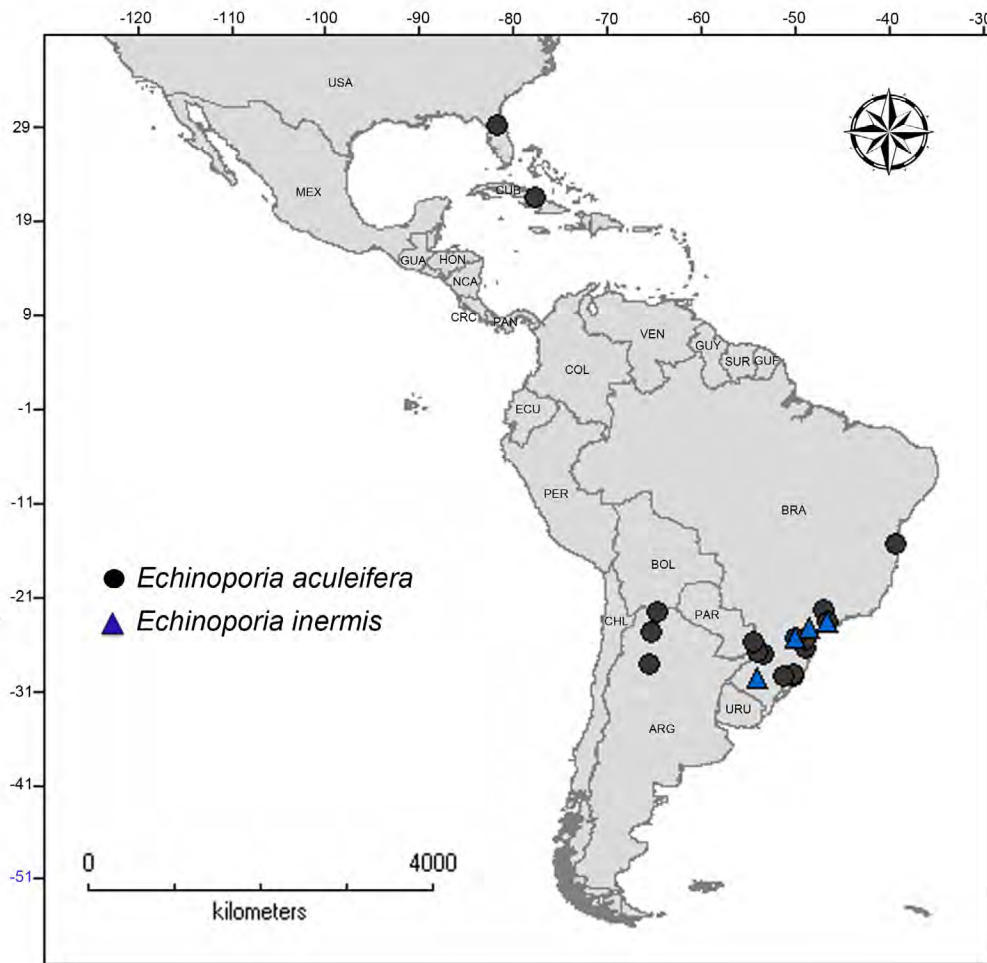 -120 -110 -100 -90 -80 -70 -60 -50 -40 -30
USA
29
MEX
CUB
19
GUA HON
NCA
9
CRC PAN
VEN
GUY
SUR GUF
COL
-1
ECU
PER
-11
BRA
BOL
Echinoporia aculeifera
-21
CHL
PAR
Echinoporia inermis
-31
URU
ARG
-41
0 4000
-51
kilometers